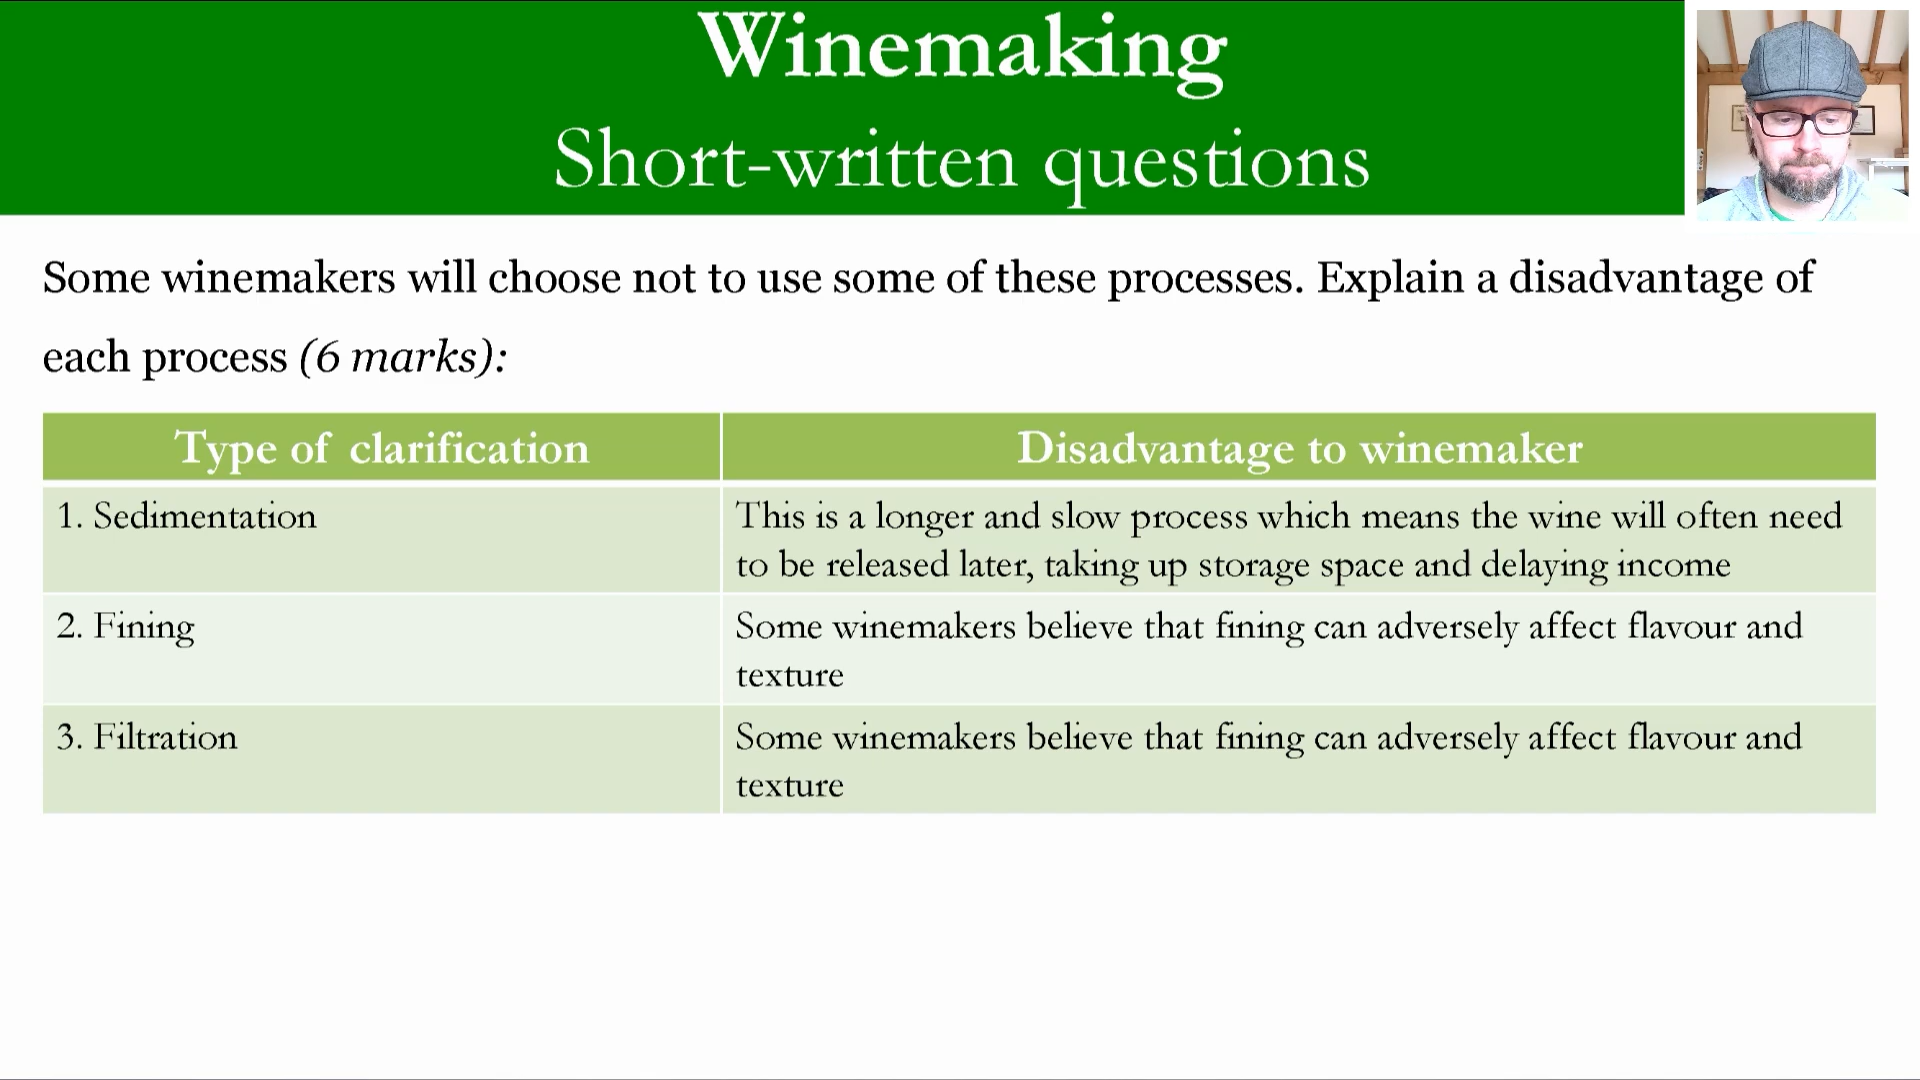 Winemaking
Short-written questions
Some winemakers will choose not to use some of these processes. Explain a disadvantage of
each process (6 marks):
Type of clarification
Disadvantage to winemaker
1. Sedimentation
This is a longer and slow process which means the wine will often need
to be released later, taking up storage space and delaying income
2. Fining
Some winemakers believe that fining can adversely affect flavour and
texture
3. Filtration
Some winemakers believe that fining can adversely affect flavour and
texture